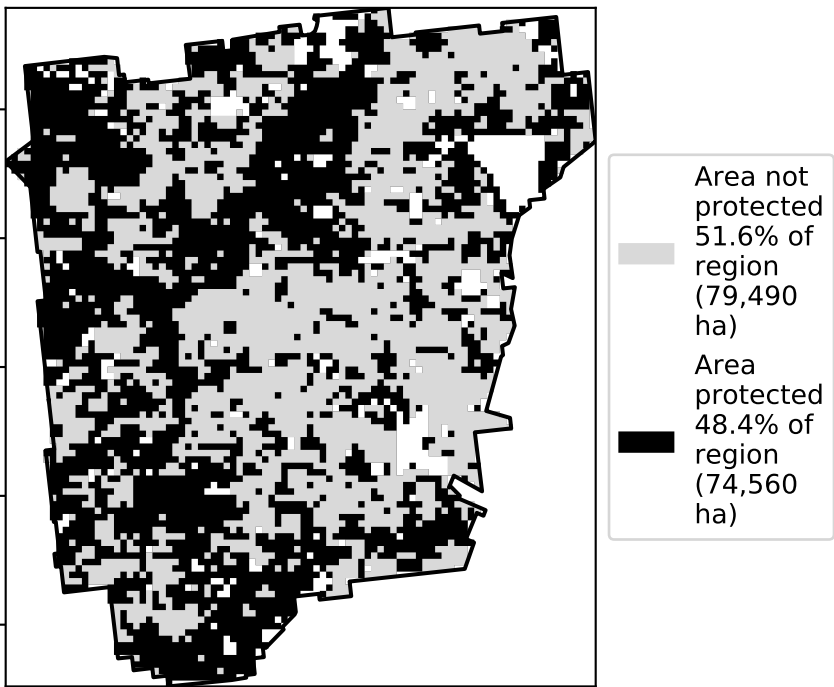 Area not
protected
51.6% of
region
(79,490
ha)
Area
protected
48.4% of
region
(74,560
ha)